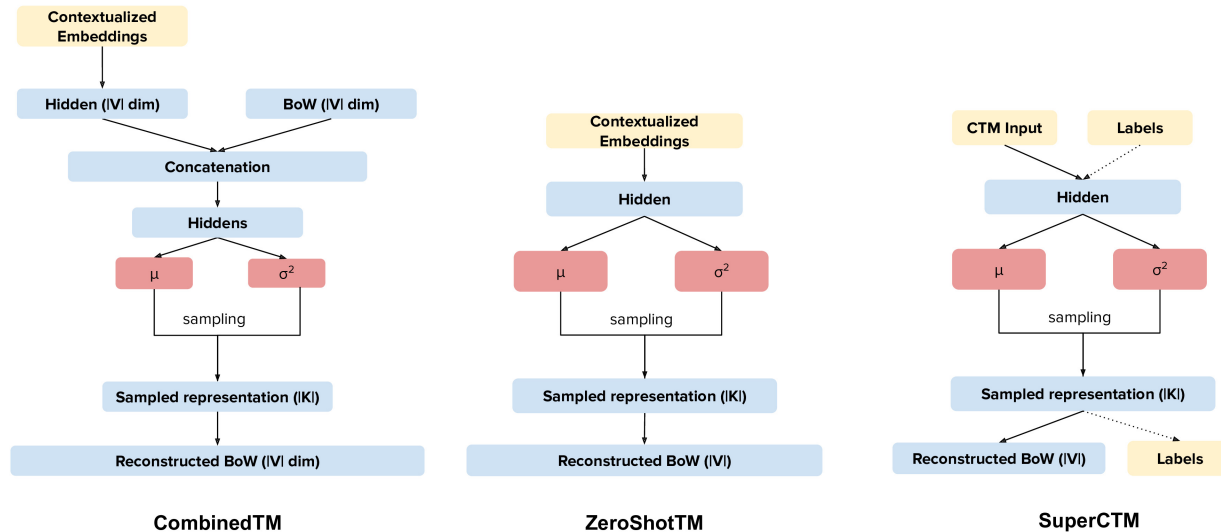 Contextualized
Embeddings
Hidden (|V| dim)
BoW (|V| dim)
Concatenation
Hiddens
μ
σ²
sampling
Sampled representation (|K|)
Reconstructed BoW (|V| dim)
CombinedTM
Contextualized
Embeddings
Hidden
μ
σ²
sampling
Sampled representation (|K|)
Reconstructed BoW (|V|)
ZeroShotTM
CTM Input
Labels
Hidden
μ
σ²
sampling
Sampled representation (|K|)
Reconstructed BoW (|V|)
Labels
SuperCTM